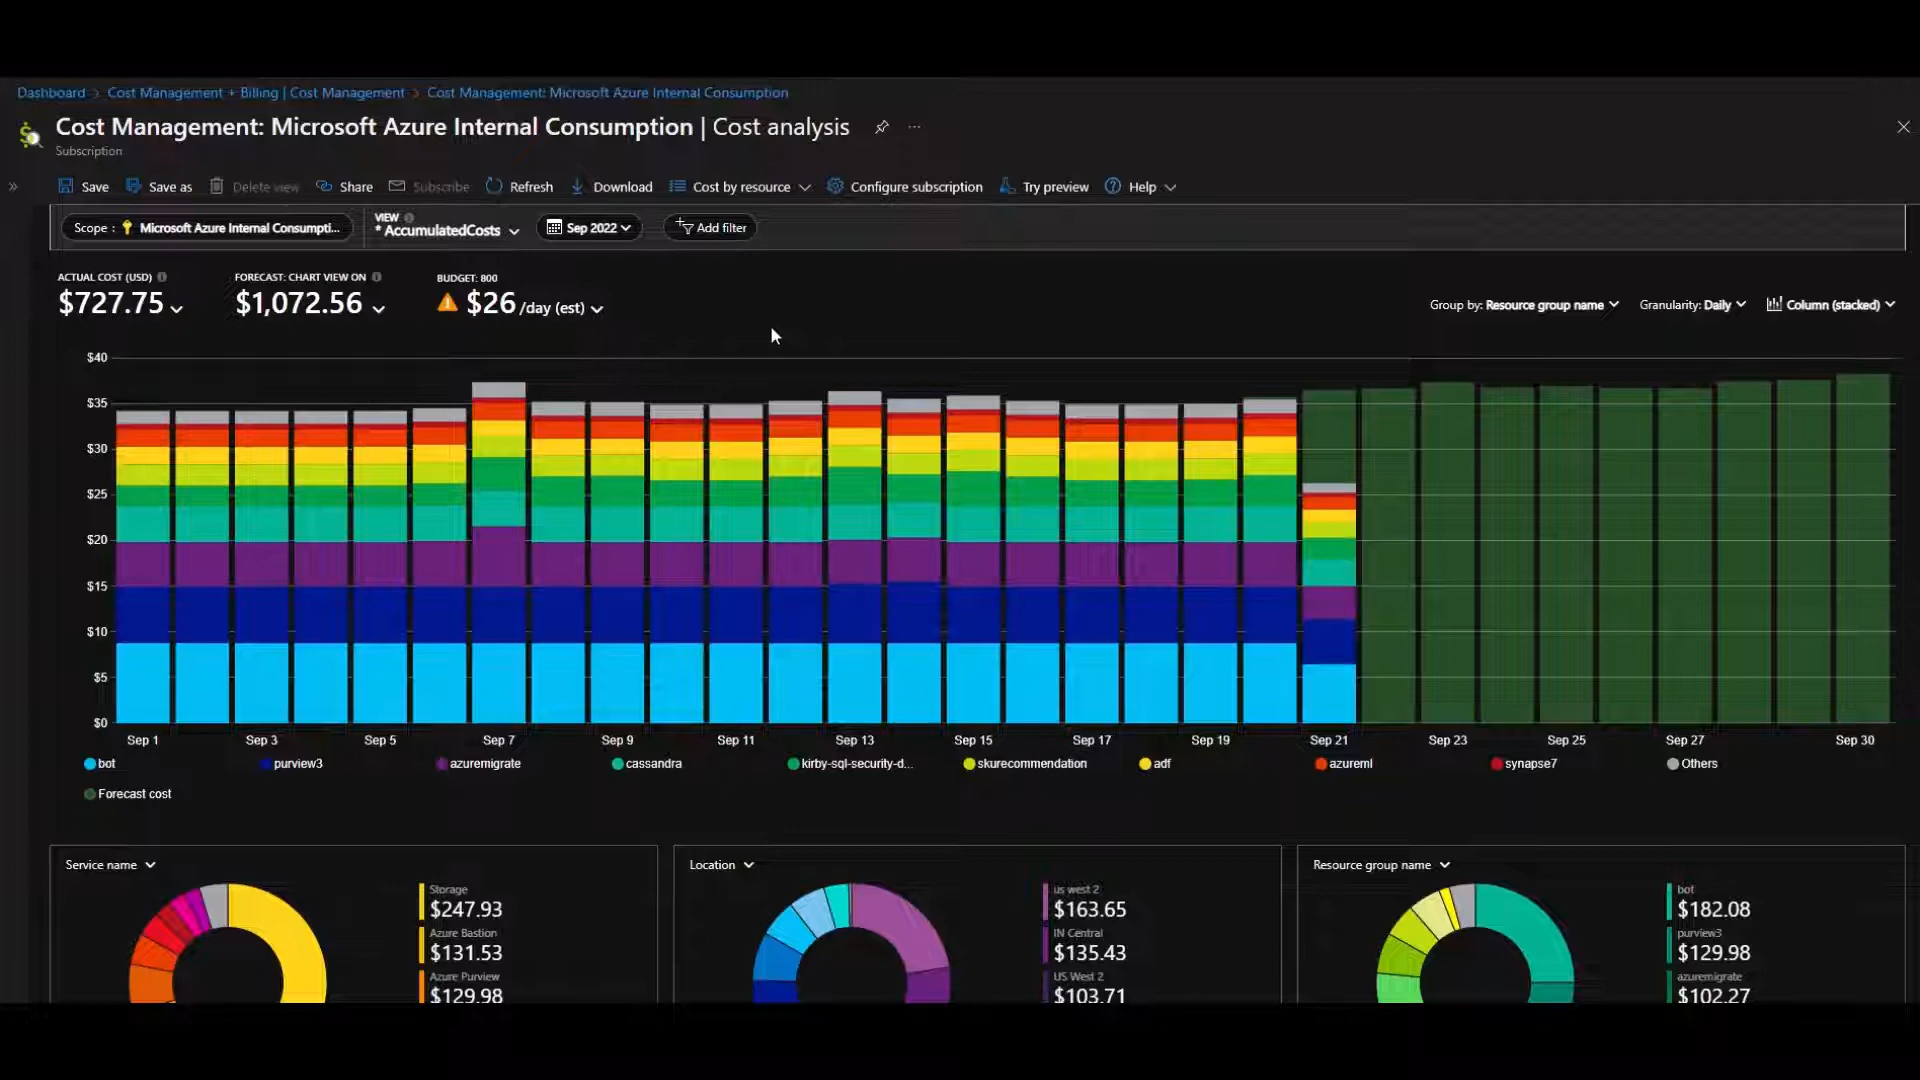 Dashboard > Cost Management + Billing | Cost Management > Cost Management: Microsoft Azure Internal Consumption
Cost Management: Microsoft Azure Internal Consumption | Cost analysis ...
Subscription
Save Save as Delete view Share Subscribe Refresh Download Cost by resource Configure subscription Try preview Help
Scope : Microsoft Azure Internal Consumpti... VIEW * AccumulatedCosts Sep 2022 Add filter
ACTUAL COST (USD) FORECAST: CHART VIEW ON BUDGET: 800
$727.75 $1,072.56 $26 /day (est)
Group by: Resource group name Granularity: Daily Column (stacked)
$40
$35
$30
$25
$20
$15
$10
$5
$0
Sep 1 Sep 3 Sep 5 Sep 7 Sep 9 Sep 11 Sep 13 Sep 15 Sep 17 Sep 19 Sep 21 Sep 23 Sep 25 Sep 27 Sep 30
bot purview3 azuremigrate cassandra kirby-sql-security-d... skurecommendation adf azureml synapse7 Others
Forecast cost
Service name
Storage
$247.93
Azure Bastion
$131.53
Azure Purview
$129.98
Location
us west 2
$163.65
IN Central
$135.43
US West 2
$103.71
Resource group name
bot
$182.08
purview3
$129.98
azuremigrate
$102.27